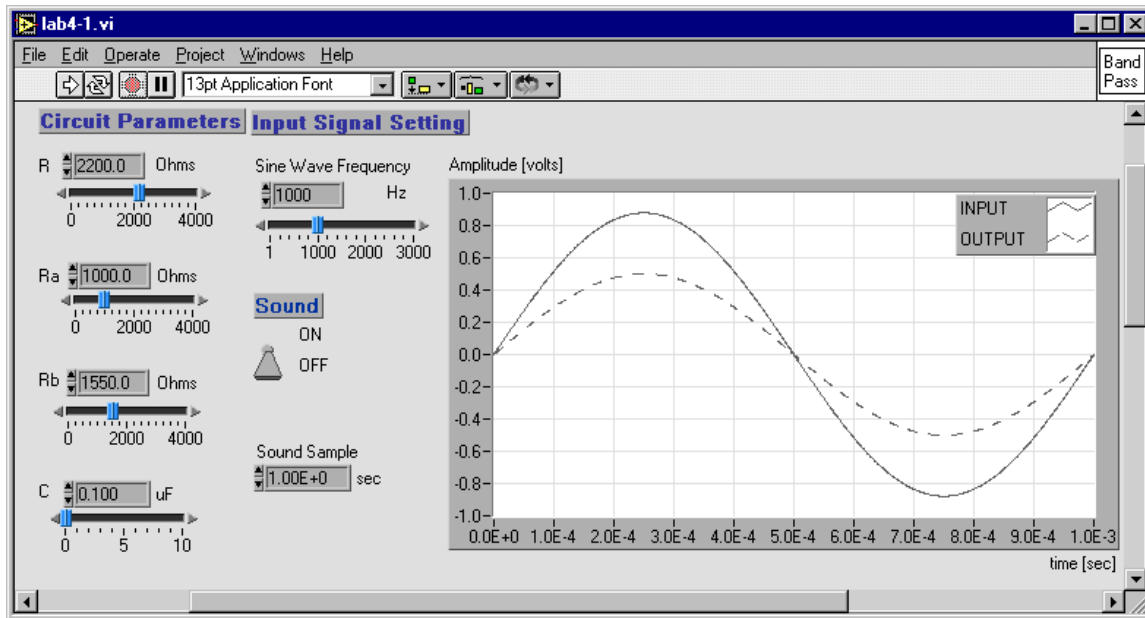 lab4-1.vi
File Edit Operate Project Windows Help
13pt Application Font
Band
Pass
Circuit Parameters
Input Signal Setting
R 2200.0 Ohms
0 2000 4000
Ra 1000.0 Ohms
0 2000 4000
Rb 1550.0 Ohms
0 2000 4000
C 0.100 uF
0 5 10
Sine Wave Frequency
1000 Hz
1 1000 2000 3000
Sound
ON
OFF
Sound Sample
1.00E+0 sec
Amplitude [volts]
INPUT
OUTPUT
1.0
0.8
0.6
0.4
0.2
0.0
-0.2
-0.4
-0.6
-0.8
-1.0
0.0E+0 1.0E-4 2.0E-4 3.0E-4 4.0E-4 5.0E-4 6.0E-4 7.0E-4 8.0E-4 9.0E-4 1.0E-3
time [sec]